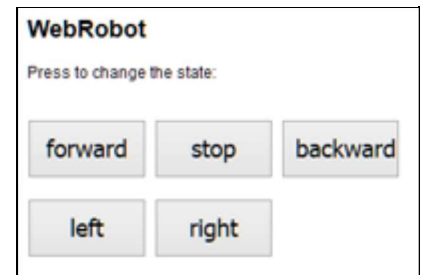 WebRobot
Press to change the state:
forward stop backward
left right